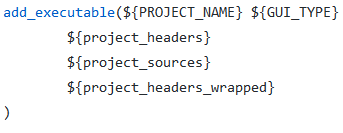 add_executable(${PROJECT_NAME} ${GUI_TYPE}
        ${project_headers}
        ${project_sources}
        ${project_headers_wrapped}
)